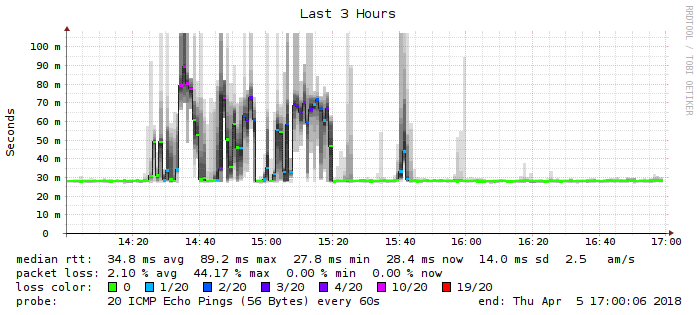 Last 3 Hours
RRDTOOL / TOBI OETIKER
Seconds
100 m
90 m
80 m
70 m
60 m
50 m
40 m
30 m
20 m
10 m
0
14:20 14:40 15:00 15:20 15:40 16:00 16:20 16:40 17:00
median rtt: 34.8 ms avg 89.2 ms max 27.8 ms min 28.4 ms now 14.0 ms sd 2.5 am/s
packet loss: 2.10 % avg 44.17 % max 0.00 % min 0.00 % now
loss color: 0 1/20 2/20 3/20 4/20 10/20 19/20
probe: 20 ICMP Echo Pings (56 Bytes) every 60s end: Thu Apr 5 17:00:06 2018